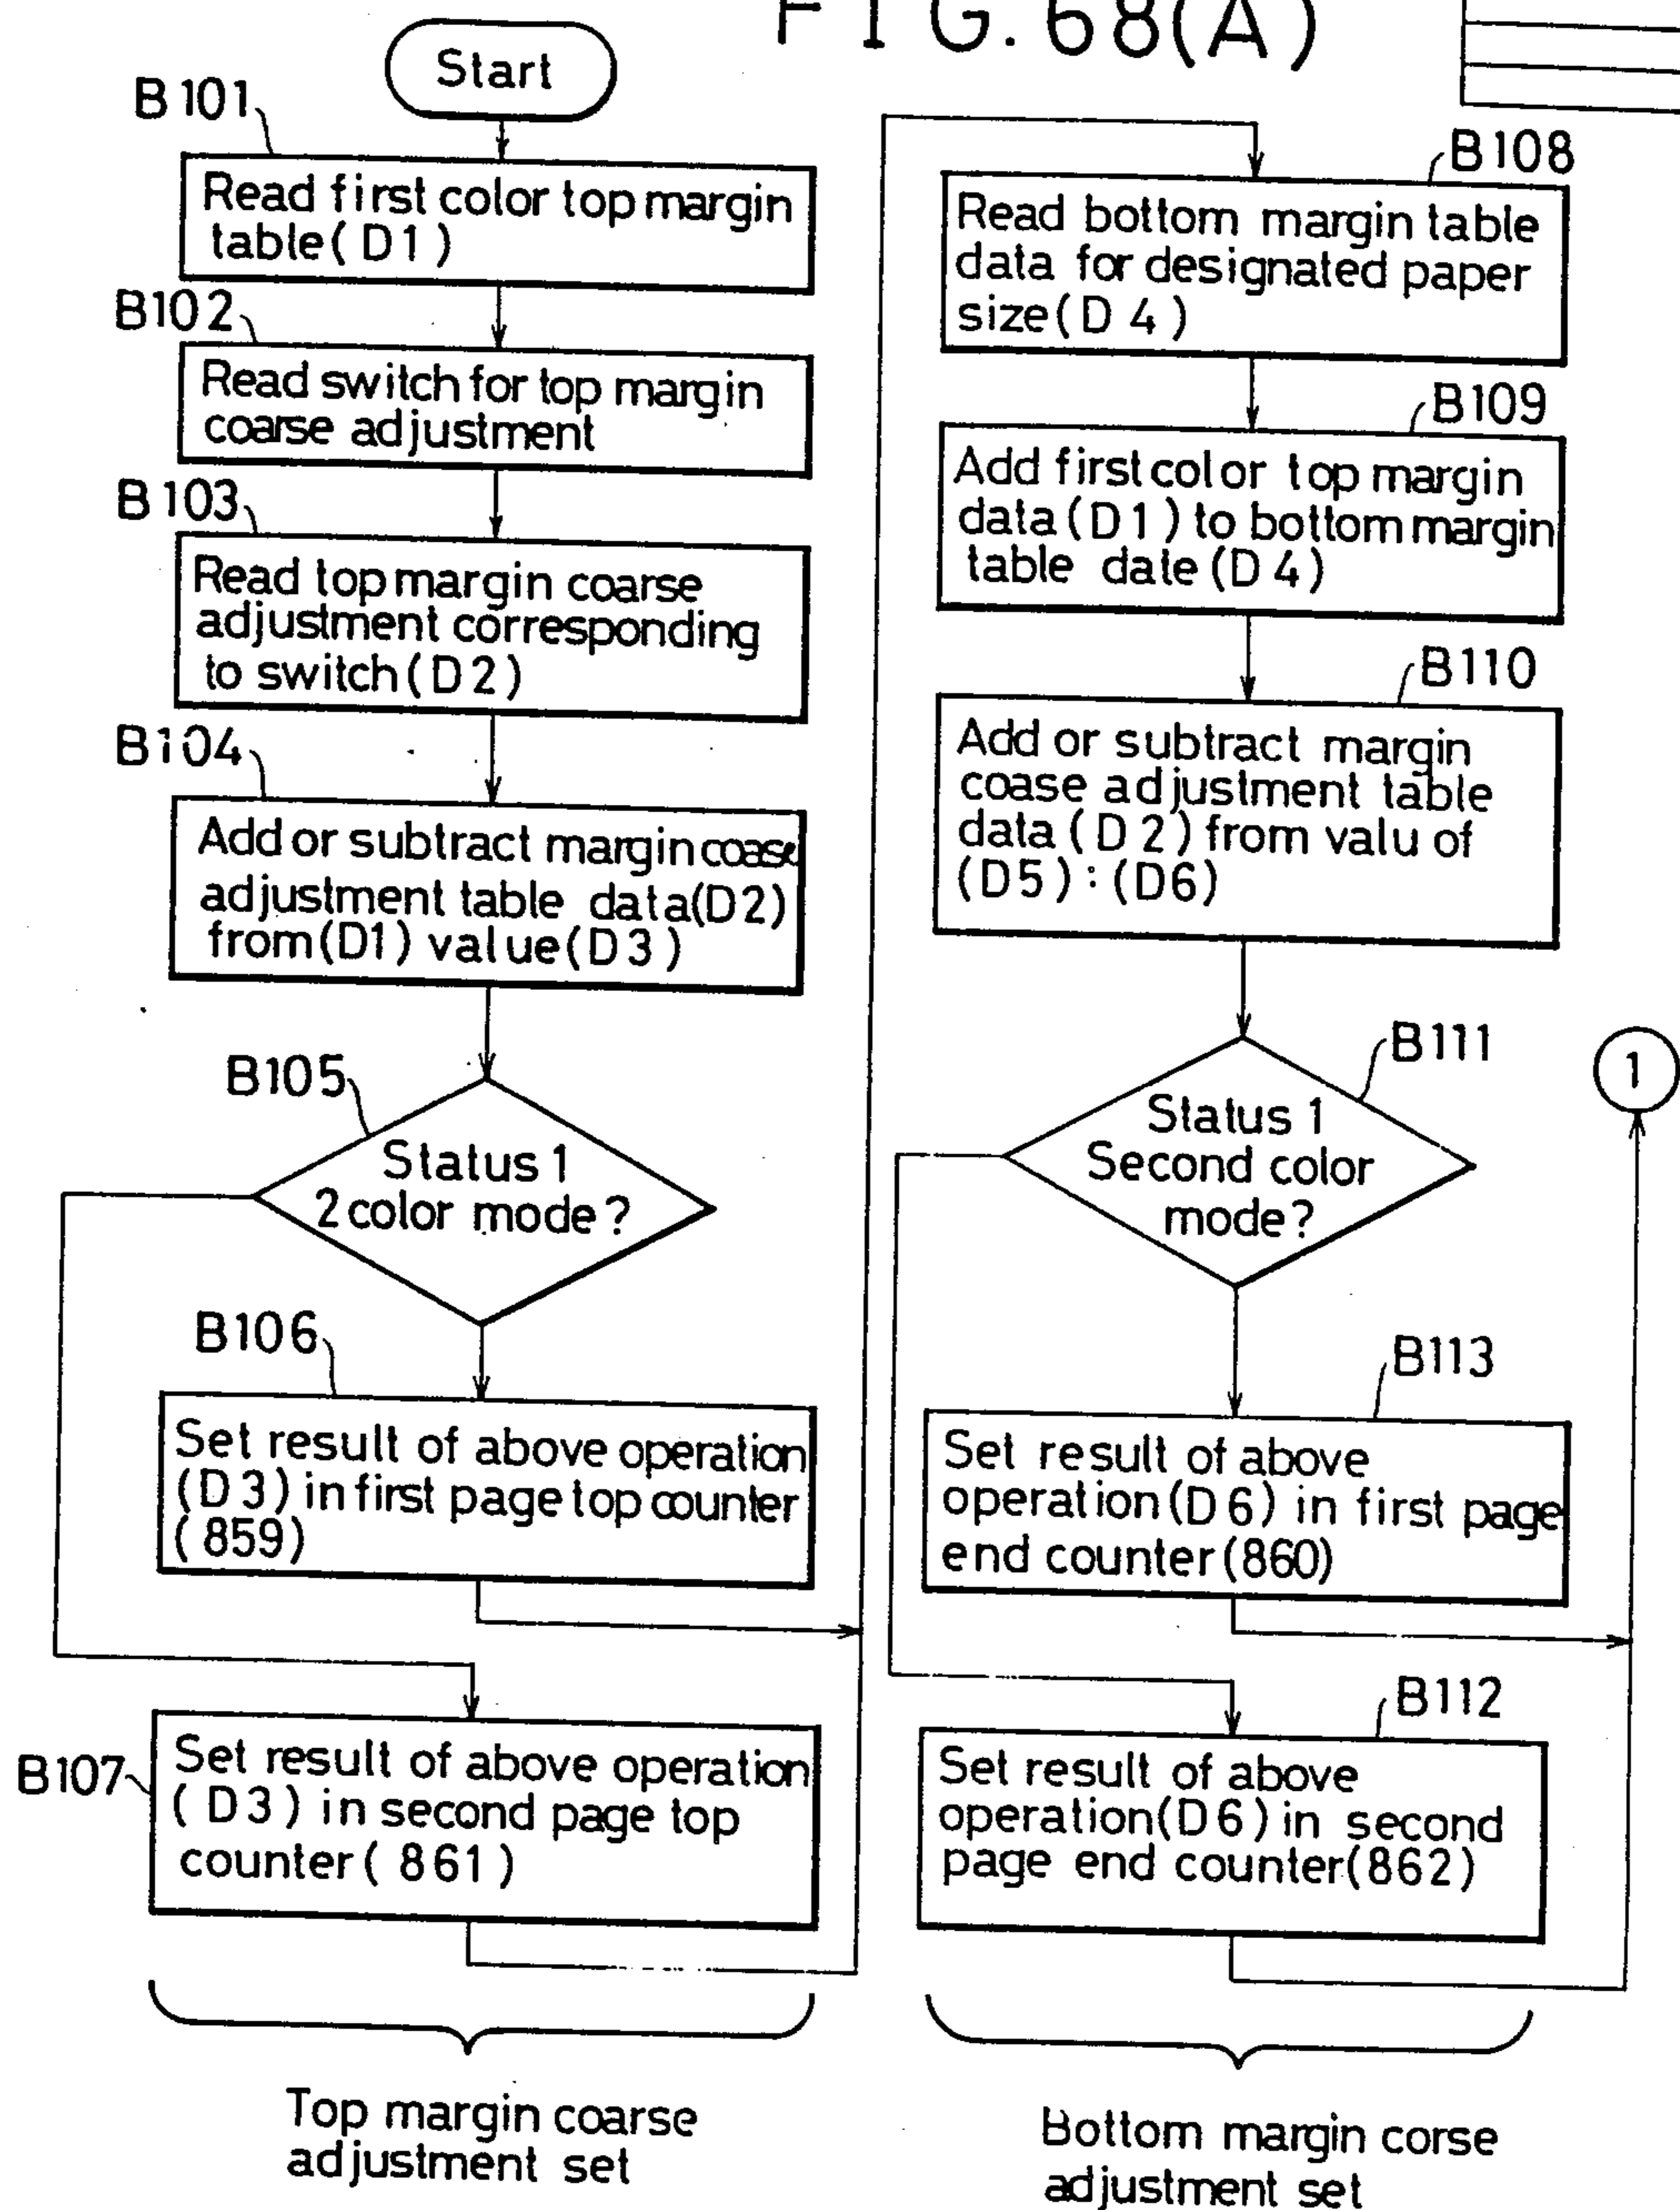 FIG. 68(A)
Start
B101
Read first color top margin
table(D1)
B102
Read switch for top margin
coarse adjustment
B103
Read top margin coarse
adjustment corresponding
to switch(D2)
B104
Add or subtract margin coase
adjustment table data(D2)
from(D1) value(D3)
B105
Status 1
2 color mode?
B106
Set result of above operation
(D3) in first page top counter
(859)
B107
Set result of above operation
(D3) in second page top
counter(861)
Top margin coarse
adjustment set
B108
Read bottom margin table
data for designated paper
size(D4)
B109
Add first color top margin
data(D1) to bottom margin
table date(D4)
B110
Add or subtract margin
coase adjustment table
data(D2) from valu of
(D5):(D6)
B111
Status 1
Second color
mode?
1
B113
Set result of above
operation(D6) in first page
end counter(860)
B112
Set result of above
operation(D6) in second
page end counter(862)
Bottom margin corse
adjustment set